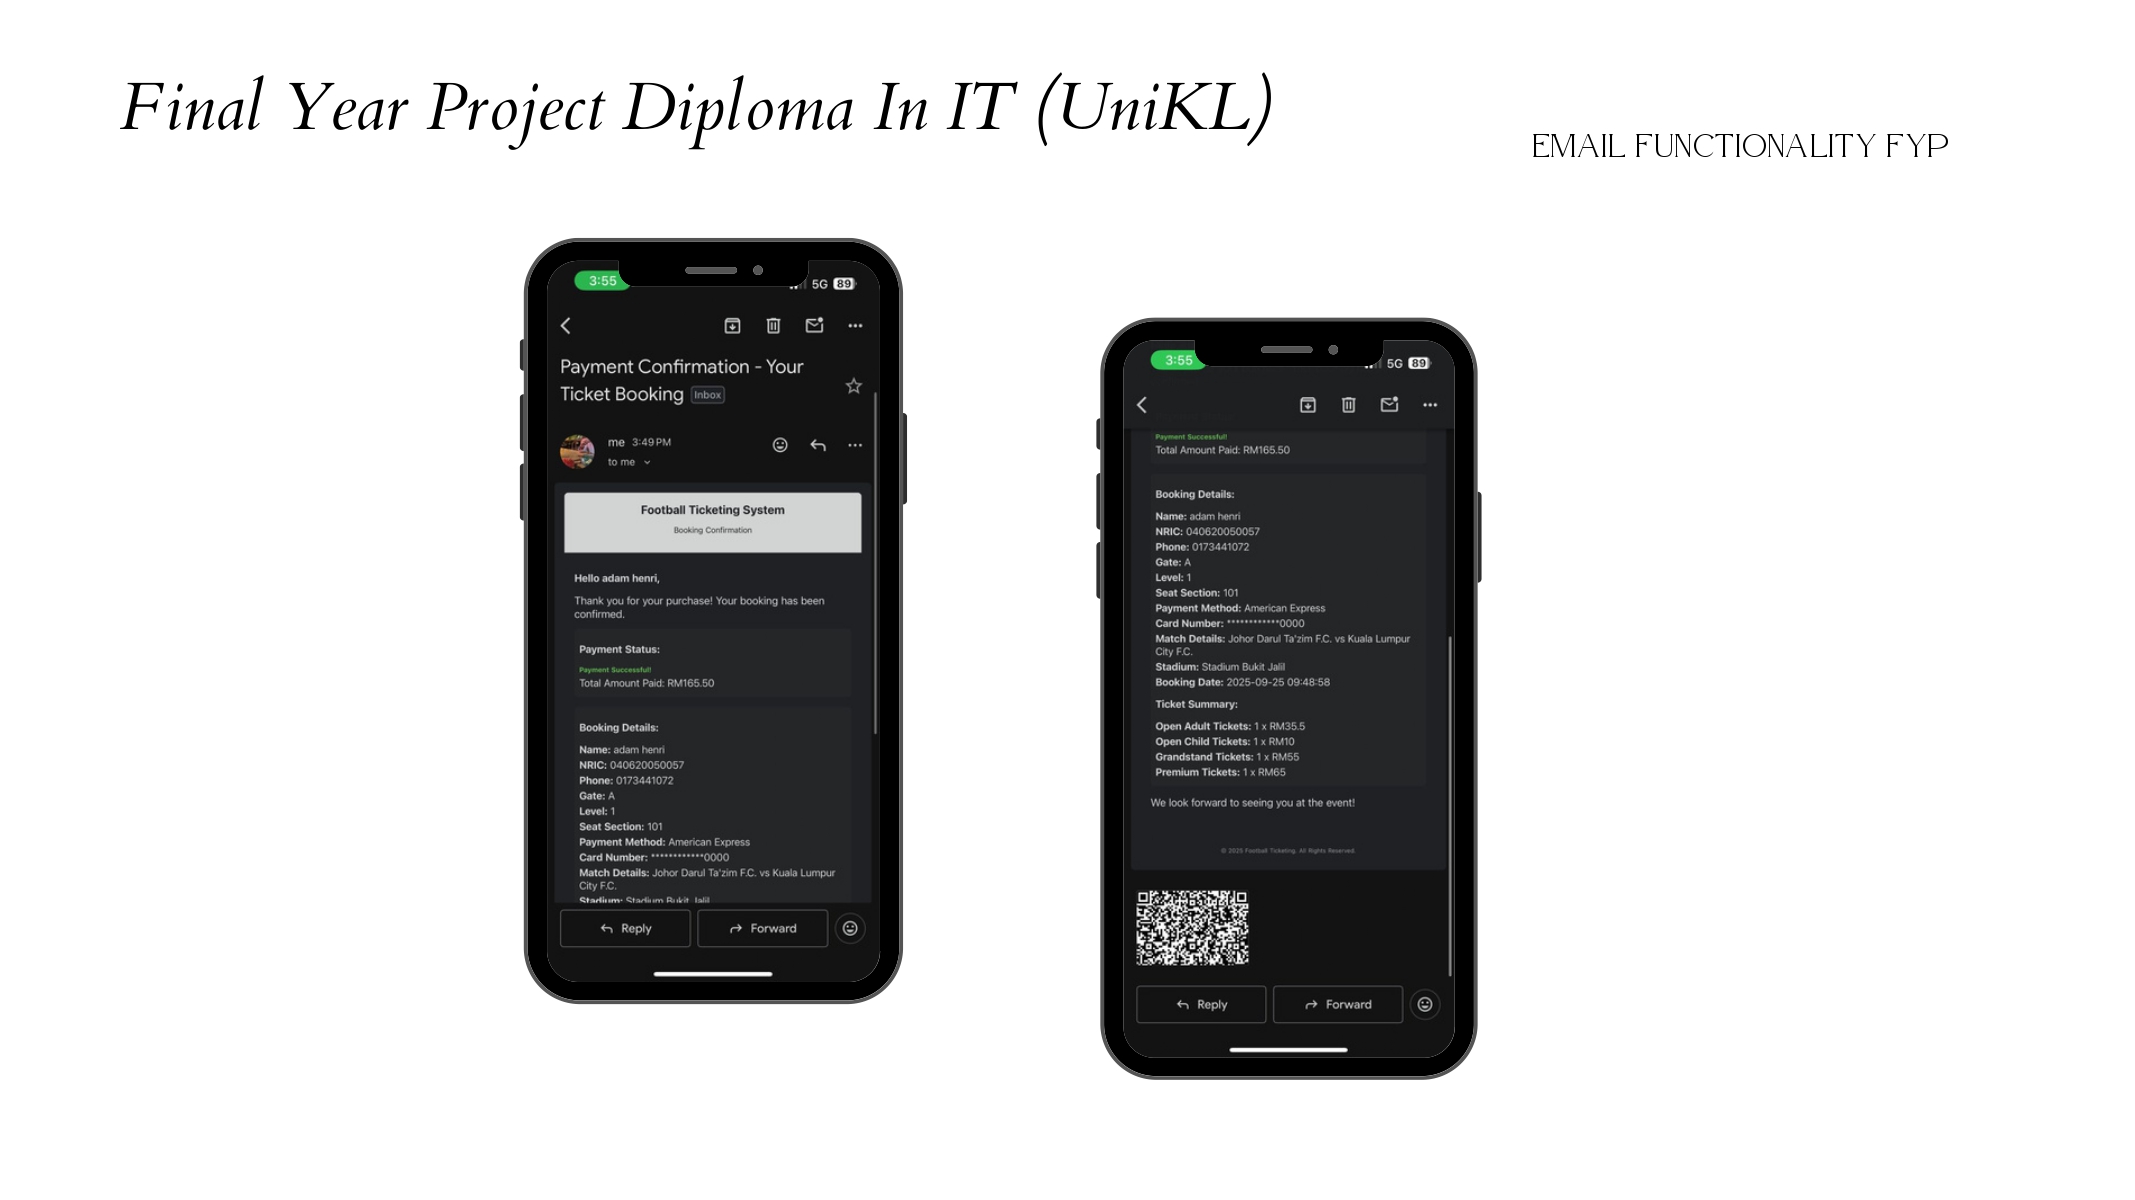 Final Year Project Diploma In IT (UniKL)
EMAIL FUNCTIONALITY FYP
3:55
5G 89
Payment Confirmation - Your
Ticket Booking Inbox
me 3:49 PM
to me
Football Ticketing System
Booking Confirmation
Hello adam henri,
Thank you for your purchase! Your booking has been
confirmed.
Payment Status:
Payment Successful!
Total Amount Paid: RM165.50
Booking Details:
Name: adam henri
NRIC: 040620050057
Phone: 0173441072
Gate: A
Level: 1
Seat Section: 101
Payment Method: American Express
Card Number: ************0000
Match Details: Johor Darul Ta'zim F.C. vs Kuala Lumpur
City F.C.
Stadium: Stadium Bukit Jalil
Reply Forward
3:55
5G 89
Payment Successful!
Total Amount Paid: RM165.50
Booking Details:
Name: adam henri
NRIC: 040620050057
Phone: 0173441072
Gate: A
Level: 1
Seat Section: 101
Payment Method: American Express
Card Number: ************0000
Match Details: Johor Darul Ta'zim F.C. vs Kuala Lumpur
City F.C.
Stadium: Stadium Bukit Jalil
Booking Date: 2025-09-25 09:48:58
Ticket Summary:
Open Adult Tickets: 1 x RM35.5
Open Child Tickets: 1 x RM10
Grandstand Tickets: 1 x RM55
Premium Tickets: 1 x RM65
We look forward to seeing you at the event!
© 2025 Football Ticketing. All Rights Reserved.
Reply Forward